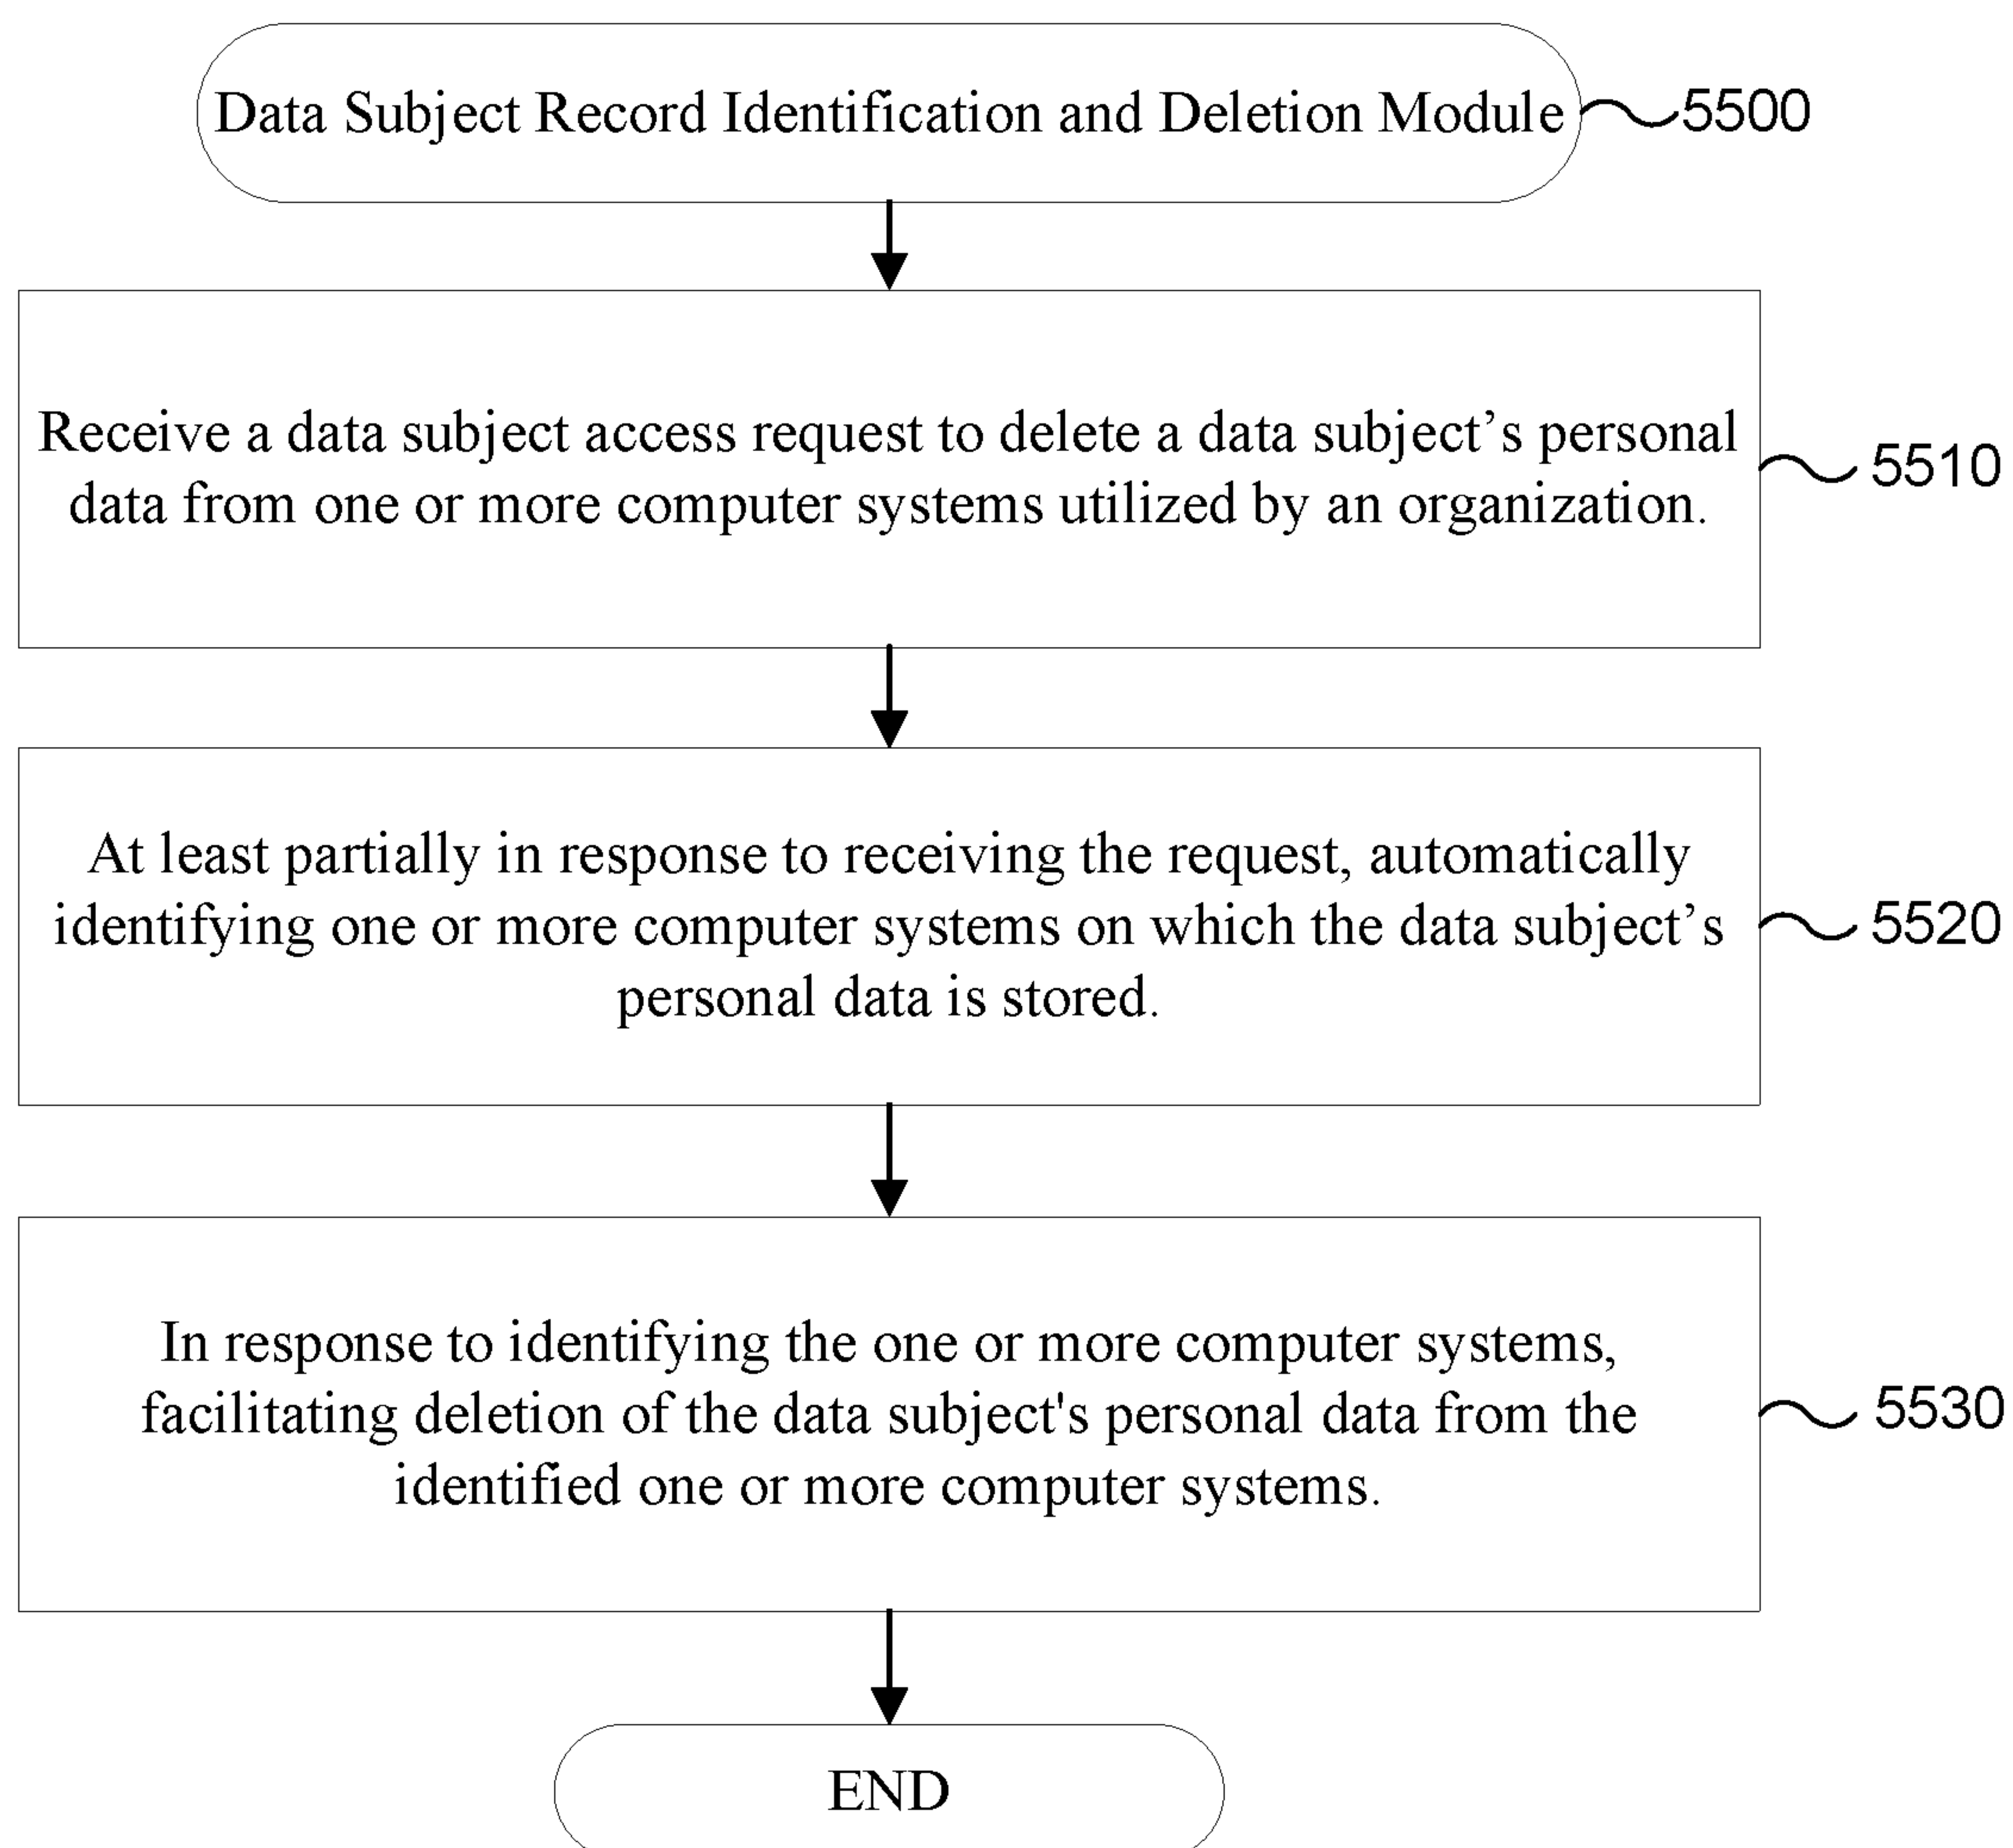 Data Subject Record Identification and Deletion Module
5500
Receive a data subject access request to delete a data subject’s personal
data from one or more computer systems utilized by an organization.
5510
At least partially in response to receiving the request, automatically
identifying one or more computer systems on which the data subject’s
personal data is stored.
5520
In response to identifying the one or more computer systems,
facilitating deletion of the data subject's personal data from the
identified one or more computer systems.
5530
END